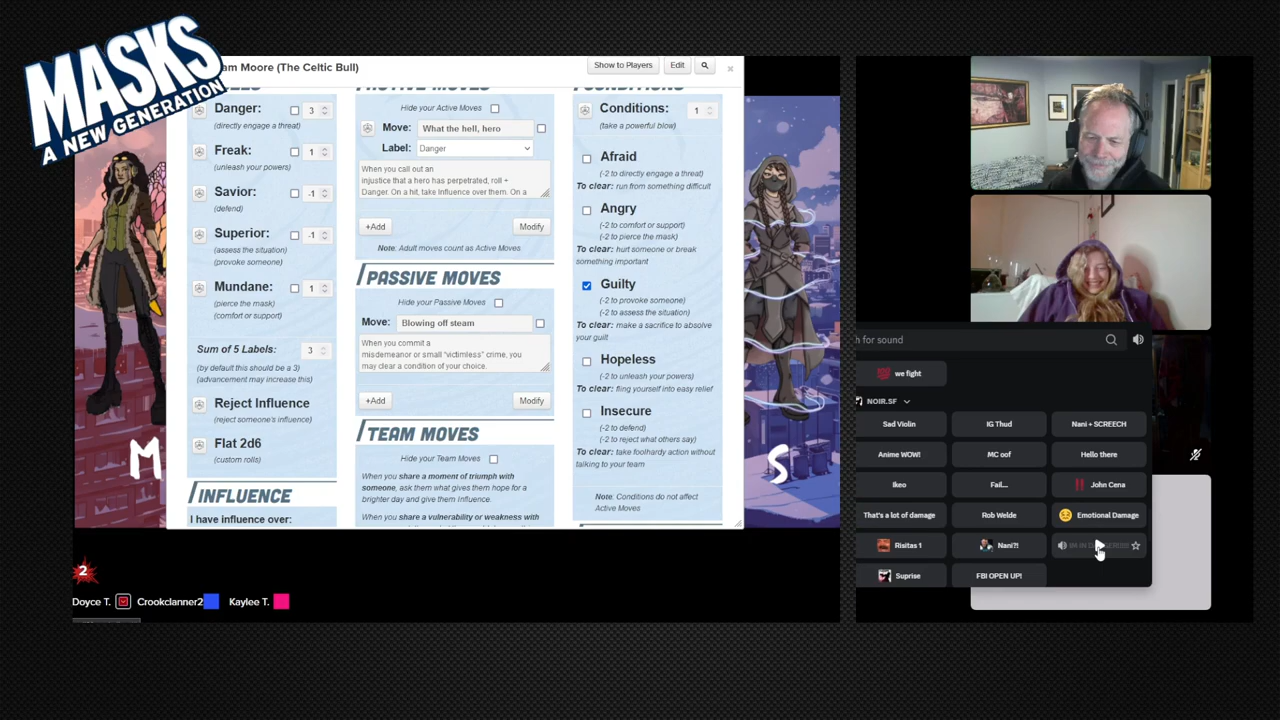 MASKS
A NEW GENERATION
am Moore (The Celtic Bull)
Show to Players
Edit
Danger:
3
(directly engage a threat)
Freak:
1
(unleash your powers)
Savior:
-1
(defend)
Superior:
-1
(assess the situation)
(provoke someone)
Mundane:
1
(pierce the mask)
(comfort or support)
Sum of 5 Labels:
3
(by default this should be a 3)
(advancement may increase this)
Reject Influence
(reject someone's influence)
Flat 2d6
(custom rolls)
INFLUENCE
I have influence over:
Hide your Active Moves
Move:
What the hell, hero
Label:
Danger
When you call out an
injustice that a hero has perpetrated, roll +
Danger. On a hit, take Influence over them. On a
+Add
Modify
Note: Adult moves count as Active Moves
PASSIVE MOVES
Hide your Passive Moves
Move:
Blowing off steam
When you commit a
misdemeanor or small "victimless" crime, you
may clear a condition of your choice.
+Add
Modify
TEAM MOVES
Hide your Team Moves
When you share a moment of triumph with
someone, ask them what gives them hope for a
brighter day and give them Influence.
When you share a vulnerability or weakness with
CONDITIONS
Conditions:
1
(take a powerful blow)
Afraid
(-2 to directly engage a threat)
To clear: run from something difficult
Angry
(-2 to comfort or support)
(-2 to pierce the mask)
To clear: hurt someone or break
something important
Guilty
(-2 to provoke someone)
(-2 to assess the situation)
To clear: make a sacrifice to absolve
your guilt
Hopeless
(-2 to unleash your powers)
To clear: fling yourself into easy relief
Insecure
(-2 to defend)
(-2 to reject what others say)
To clear: take foolhardy action without
talking to your team
Note: Conditions do not affect
Active Moves
M
S
2
Doyce T.
Crookclanner2
Kaylee T.
h for sound
we fight
NOIR.SF
Sad Violin
IG Thud
Nani + SCREECH
Anime WOW!
MC oof
Hello there
Ikeo
Fail...
John Cena
That's a lot of damage
Rob Welde
Emotional Damage
Risitas 1
Nani?!
Suprise
FBI OPEN UP!